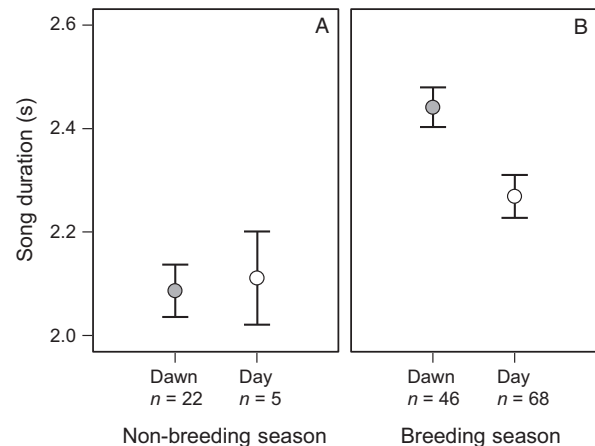 Song duration (s)
2.6
2.4
2.2
2.0
A
B
Dawn
n = 22
Day
n = 5
Dawn
n = 46
Day
n = 68
Non-breeding season
Breeding season